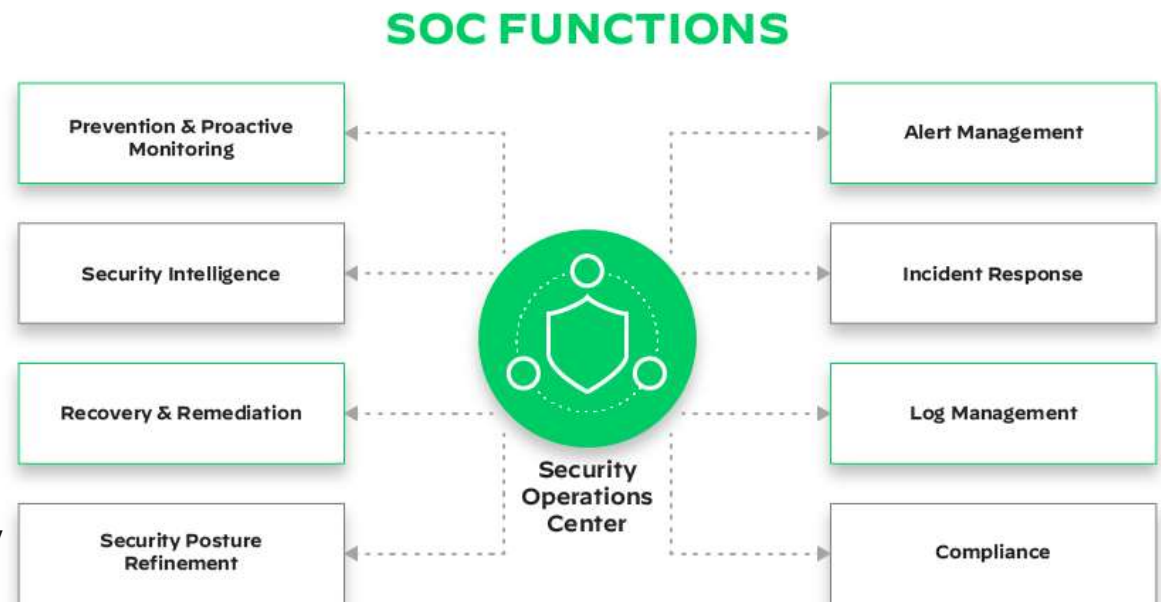 SOC FUNCTIONS
Prevention & Proactive
Monitoring
Alert Management
Security Intelligence
Incident Response
Recovery & Remediation
Log Management
Security
Operations
Center
Security Posture
Refinement
Compliance